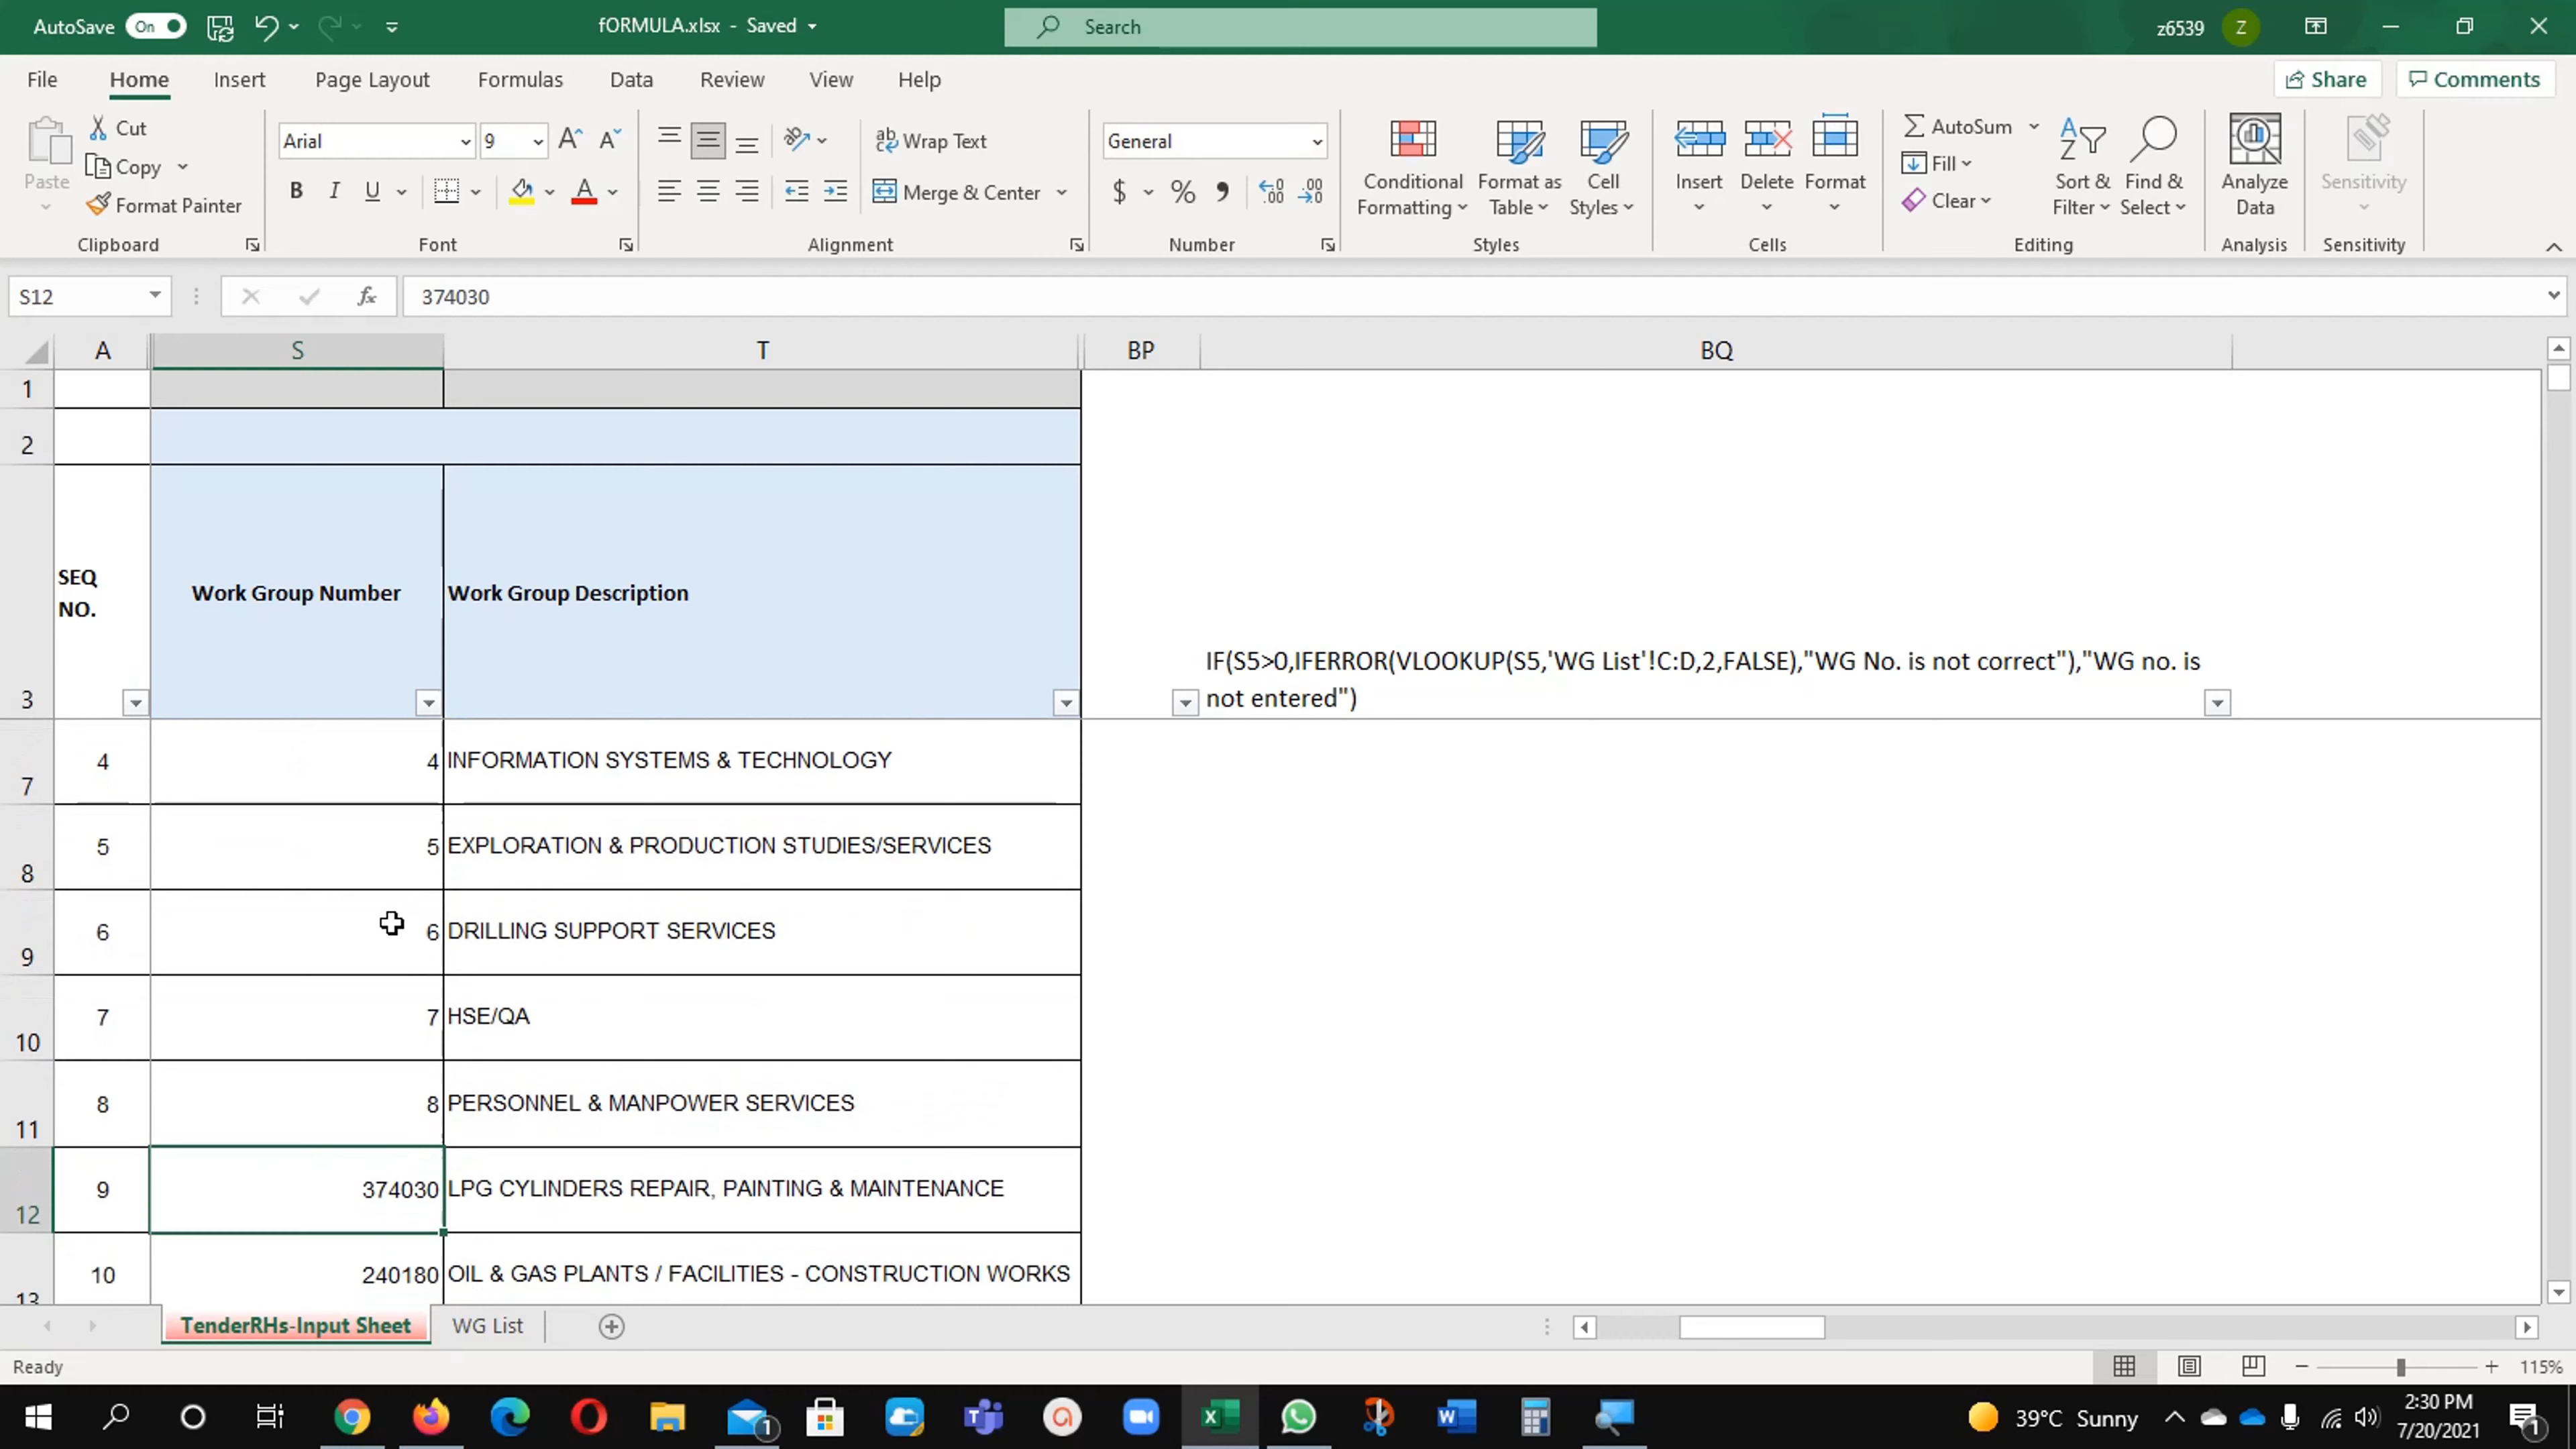 AutoSave On fORMULA.xlsx - Saved Search z6539 Z
File Home Insert Page Layout Formulas Data Review View Help Share Comments
Paste Cut Copy Format Painter Clipboard
Arial 9 A A B I U A Font
ab Wrap Text Merge & Center Alignment
General $ % Number
Conditional Formatting Format as Table Cell Styles Styles
Insert Delete Format Cells
AutoSum Fill Clear Sort & Filter Find & Select Editing
Analyze Data Analysis
Sensitivity Sensitivity
S12 fx 374030
A S T BP BQ
1
2
3 SEQ NO. Work Group Number Work Group Description
IF(S5>0,IFERROR(VLOOKUP(S5,'WG List'!C:D,2,FALSE),"WG No. is not correct"),"WG no. is
not entered")
7 4 4 INFORMATION SYSTEMS & TECHNOLOGY
8 5 5 EXPLORATION & PRODUCTION STUDIES/SERVICES
9 6 6 DRILLING SUPPORT SERVICES
10 7 7 HSE/QA
11 8 8 PERSONNEL & MANPOWER SERVICES
12 9 374030 LPG CYLINDERS REPAIR, PAINTING & MAINTENANCE
13 10 240180 OIL & GAS PLANTS / FACILITIES - CONSTRUCTION WORKS
TenderRHs-Input Sheet WG List
Ready 115%
39°C Sunny 2:30 PM
7/20/2021